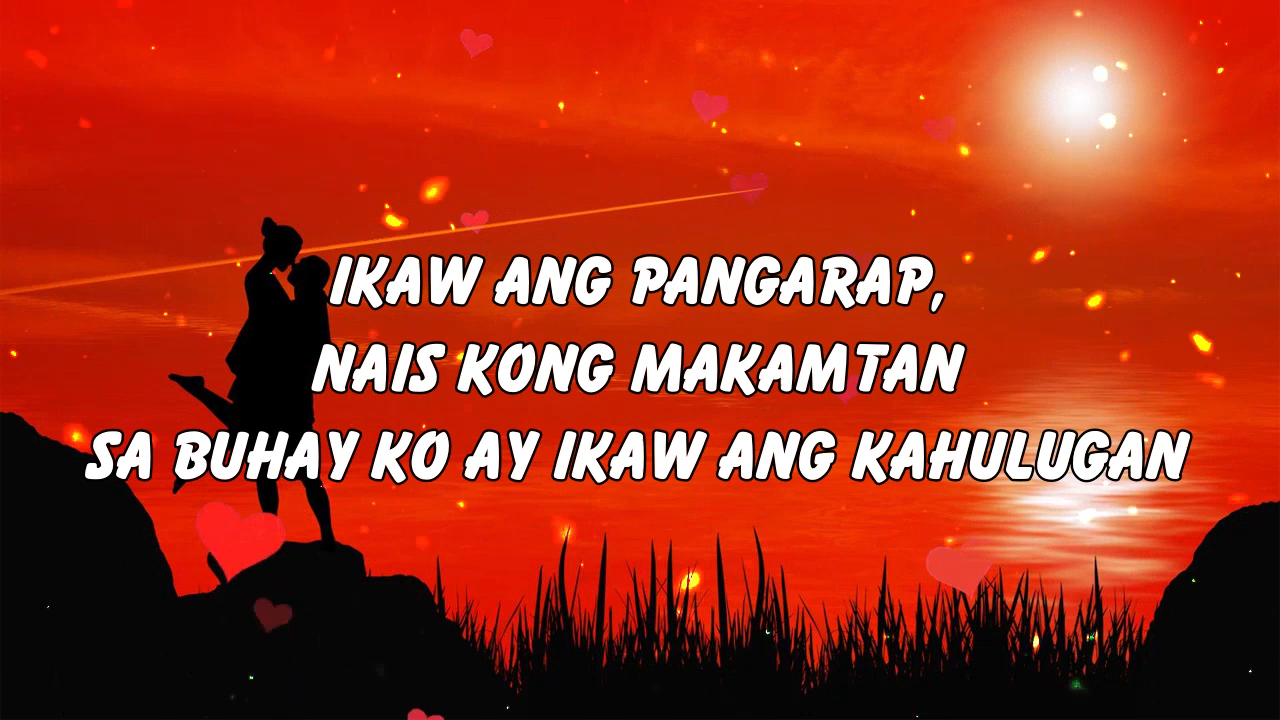 IKAW ANG PANGARAP,
NAIS KONG MAKAMTAN
SA BUHAY KO AY IKAW ANG KAHULUGAN